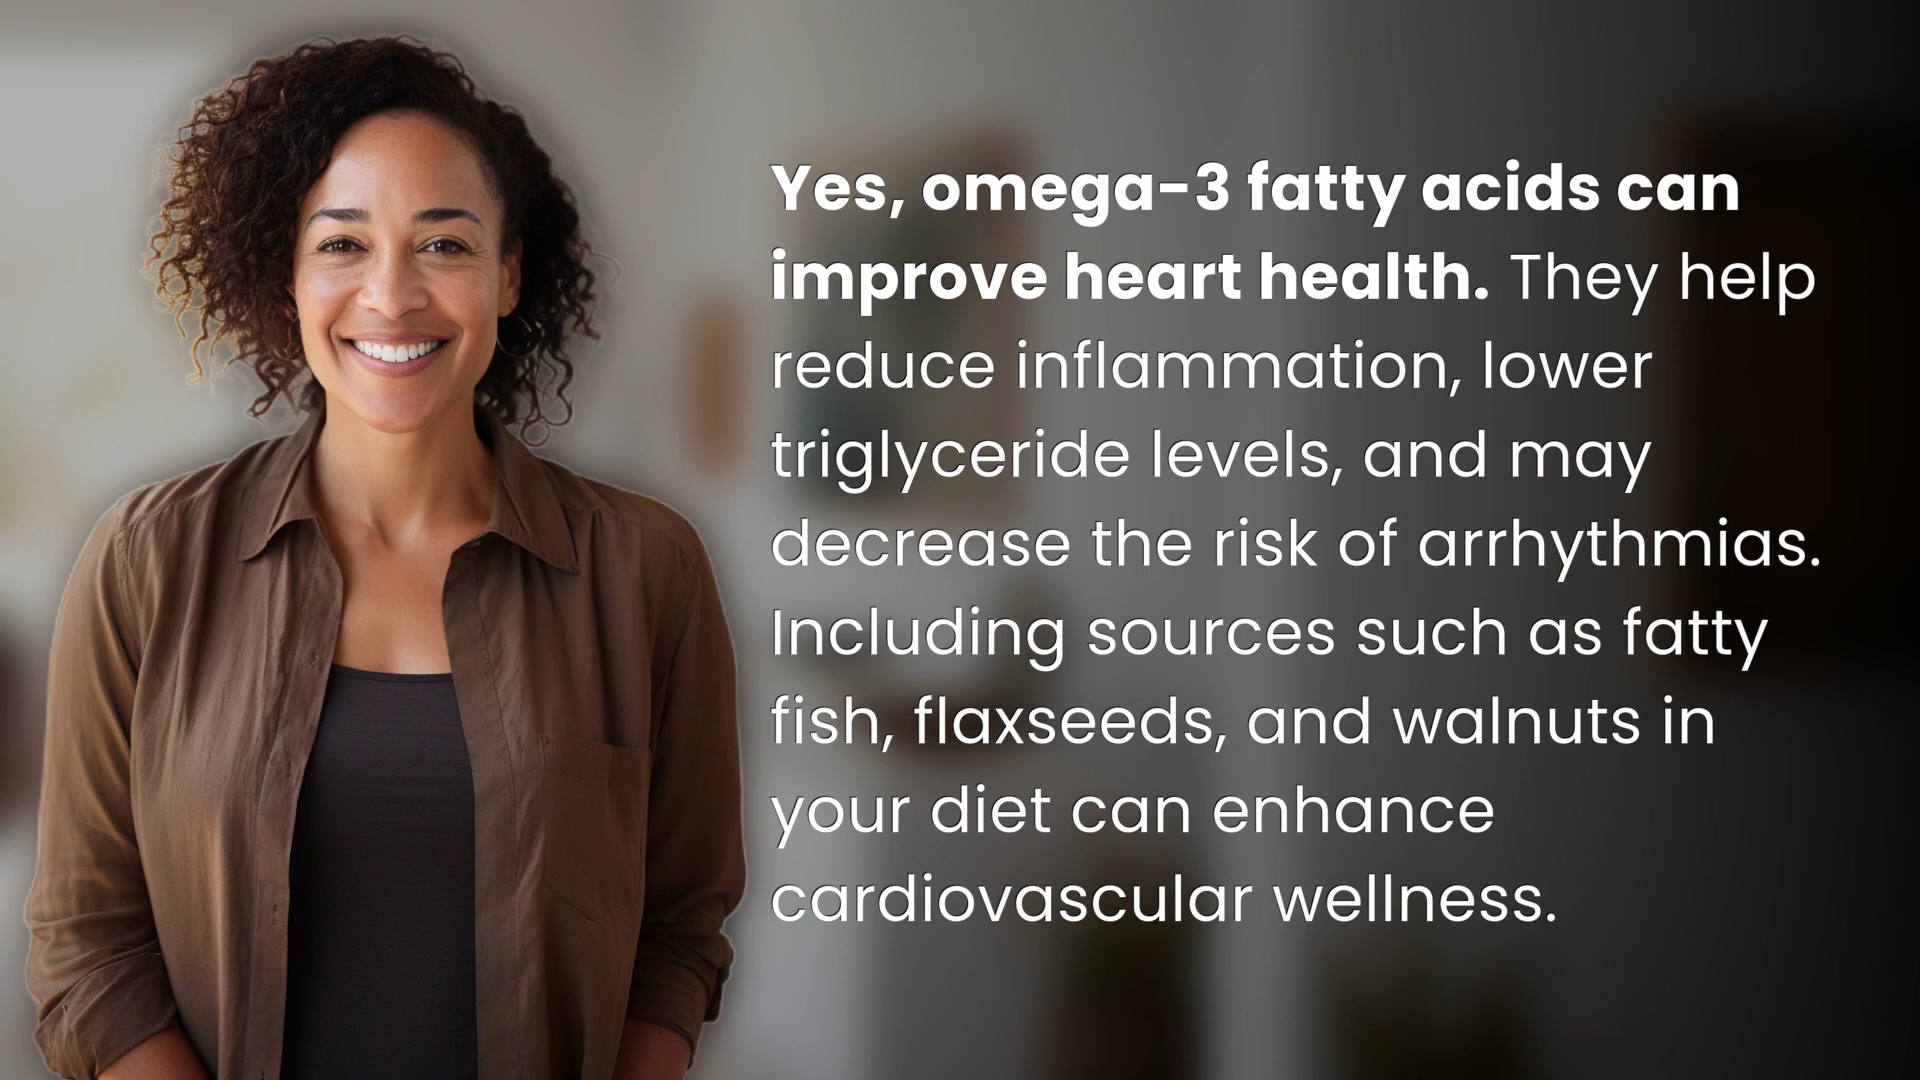 Yes, omega-3 fatty acids can
improve heart health. They help
reduce inflammation, lower
triglyceride levels, and may
decrease the risk of arrhythmias.
Including sources such as fatty
fish, flaxseeds, and walnuts in
your diet can enhance
cardiovascular wellness.